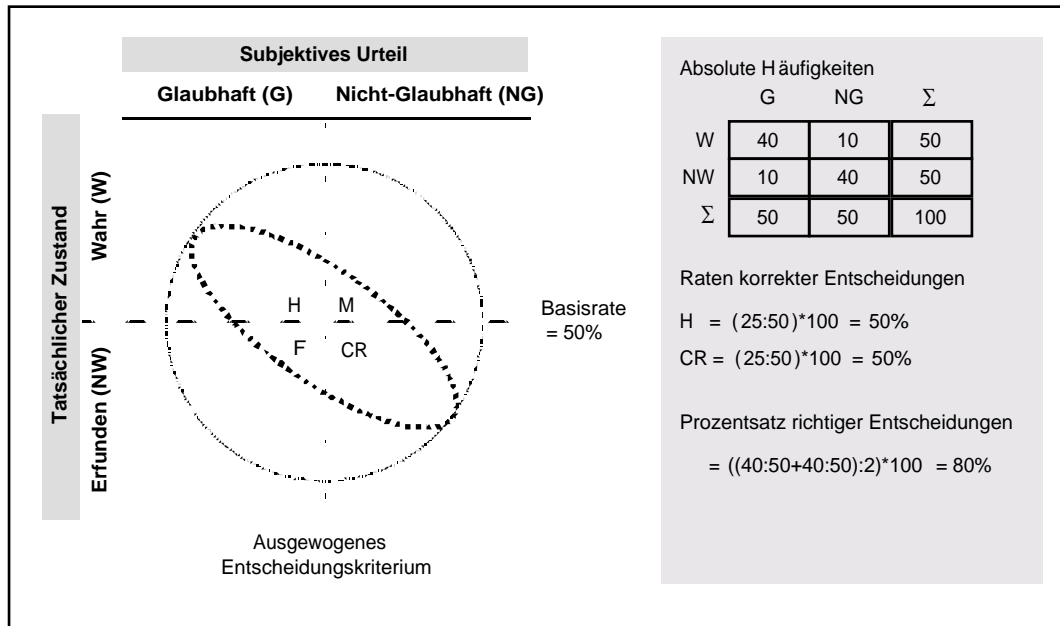 Subjektives Urteil
Glaubhaft (G) Nicht-Glaubhaft (NG)
Tatsächlicher Zustand
Wahr (W)
Erfunden (NW)
H M
F CR
Basisrate
= 50%
Ausgewogenes
Entscheidungskriterium
Absolute Häufigkeiten
G NG Σ
W 40 10 50
NW 10 40 50
Σ 50 50 100
Raten korrekter Entscheidungen
H = (25:50)*100 = 50%
CR = (25:50)*100 = 50%
Prozentsatz richtiger Entscheidungen
= ((40:50+40:50):2)*100 = 80%